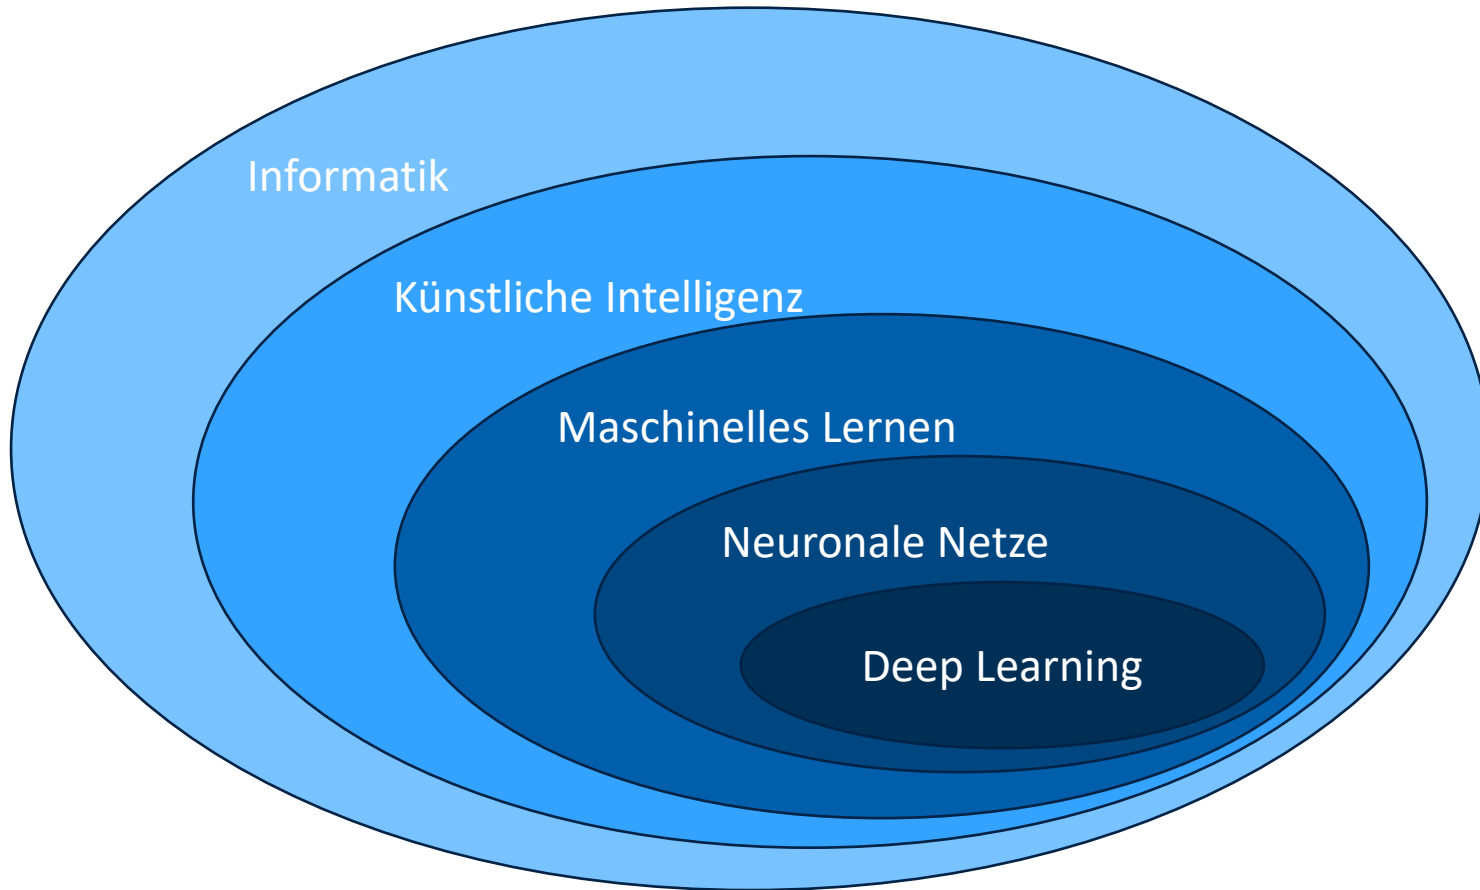 Informatik
Künstliche Intelligenz
Maschinelles Lernen
Neuronale Netze
Deep Learning